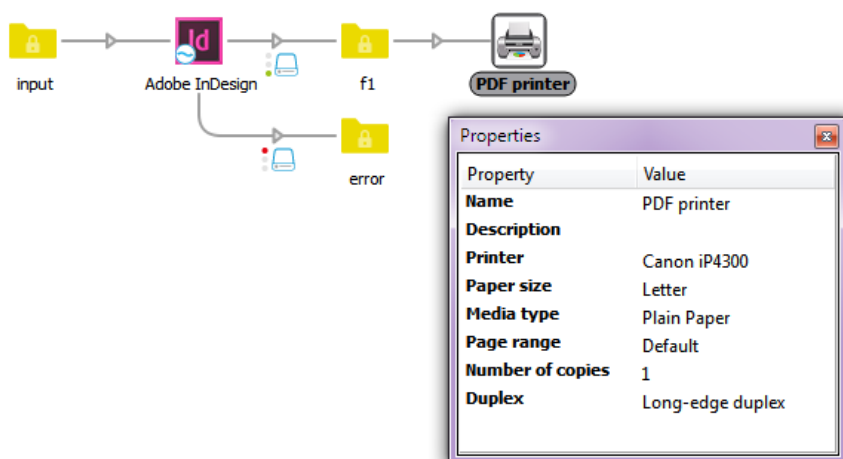 Id
input
Adobe InDesign
f1
PDF printer
error
Properties
Property Value
Name PDF printer
Description
Printer Canon iP4300
Paper size Letter
Media type Plain Paper
Page range Default
Number of copies 1
Duplex Long-edge duplex